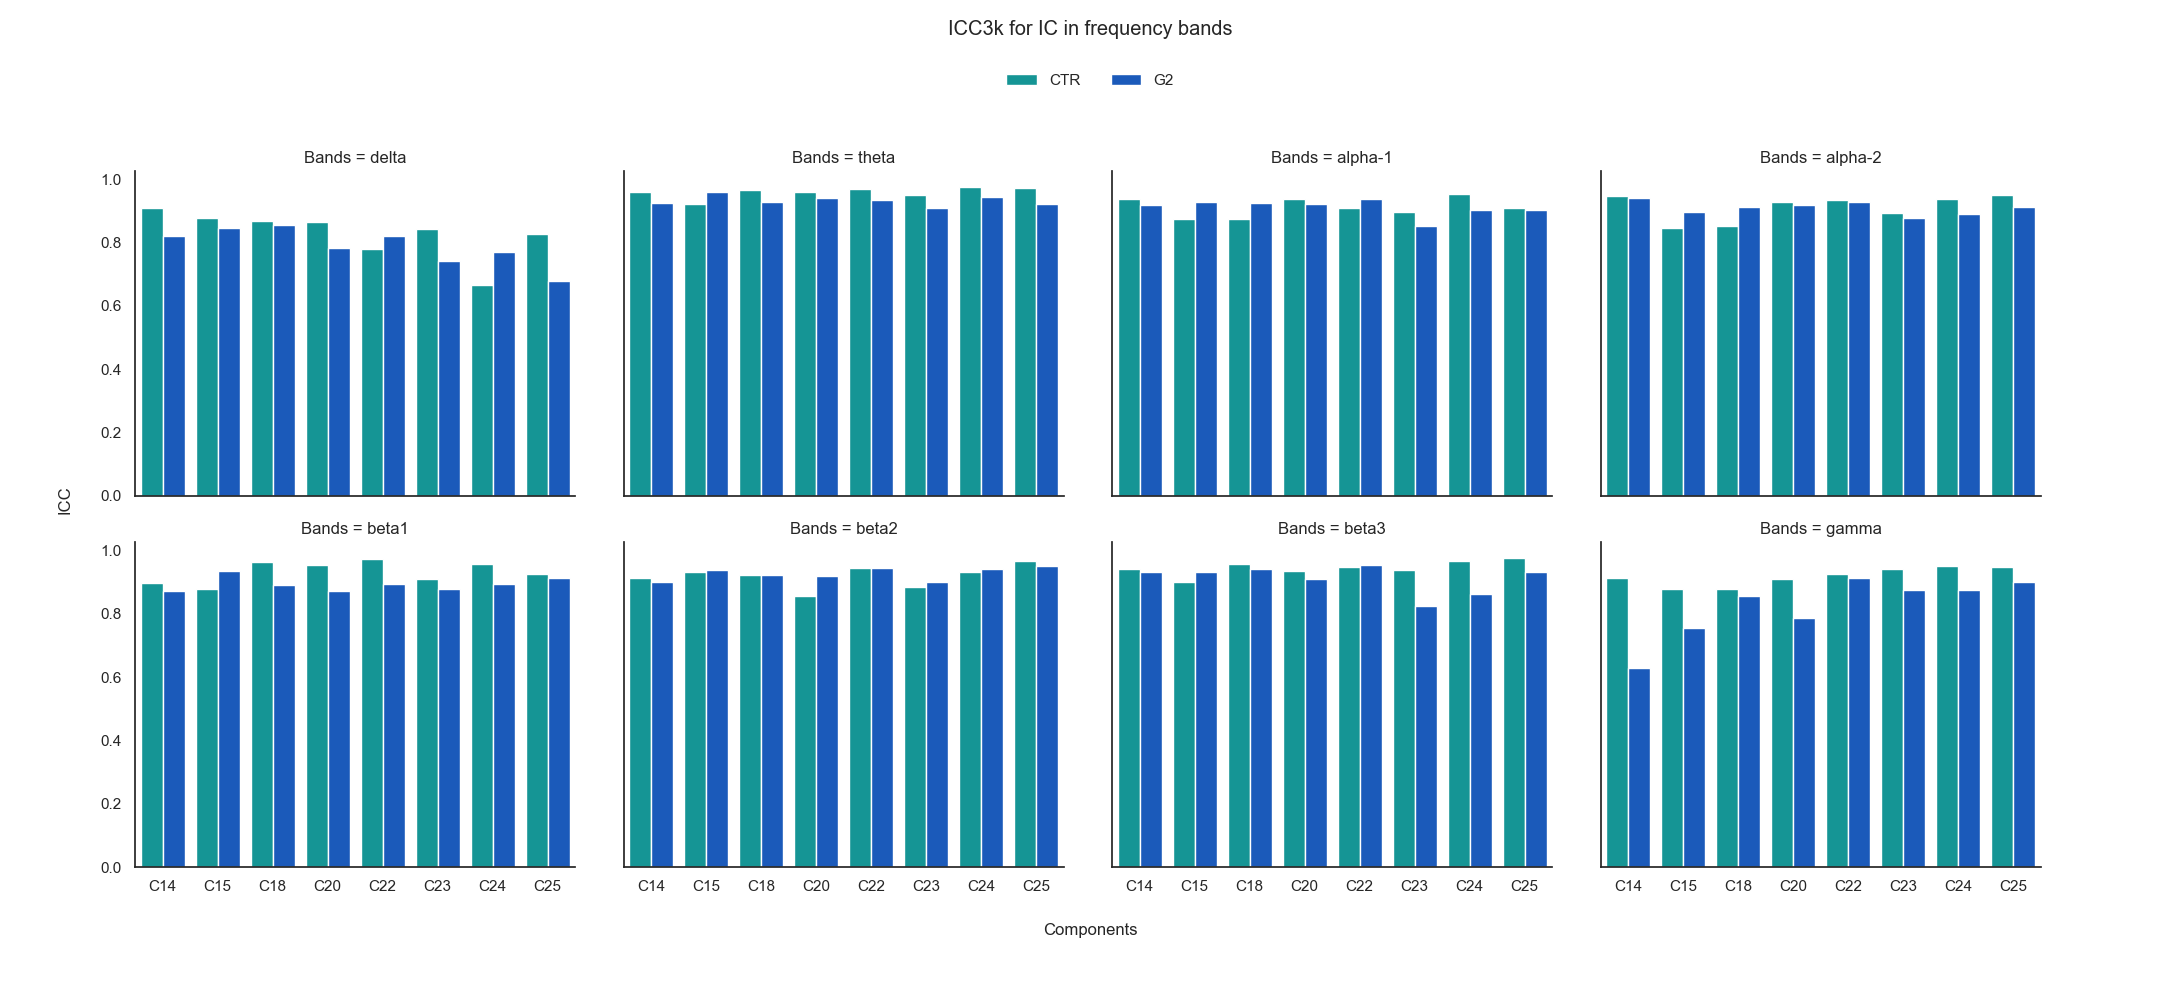 ICC3k for IC in frequency bands
CTR G2
Bands = delta Bands = theta Bands = alpha-1 Bands = alpha-2
1.0
0.8
0.6
0.4
0.2
0.0
ICC
Bands = beta1 Bands = beta2 Bands = beta3 Bands = gamma
1.0
0.8
0.6
0.4
0.2
0.0
C14 C15 C18 C20 C22 C23 C24 C25 C14 C15 C18 C20 C22 C23 C24 C25 C14 C15 C18 C20 C22 C23 C24 C25 C14 C15 C18 C20 C22 C23 C24 C25
Components